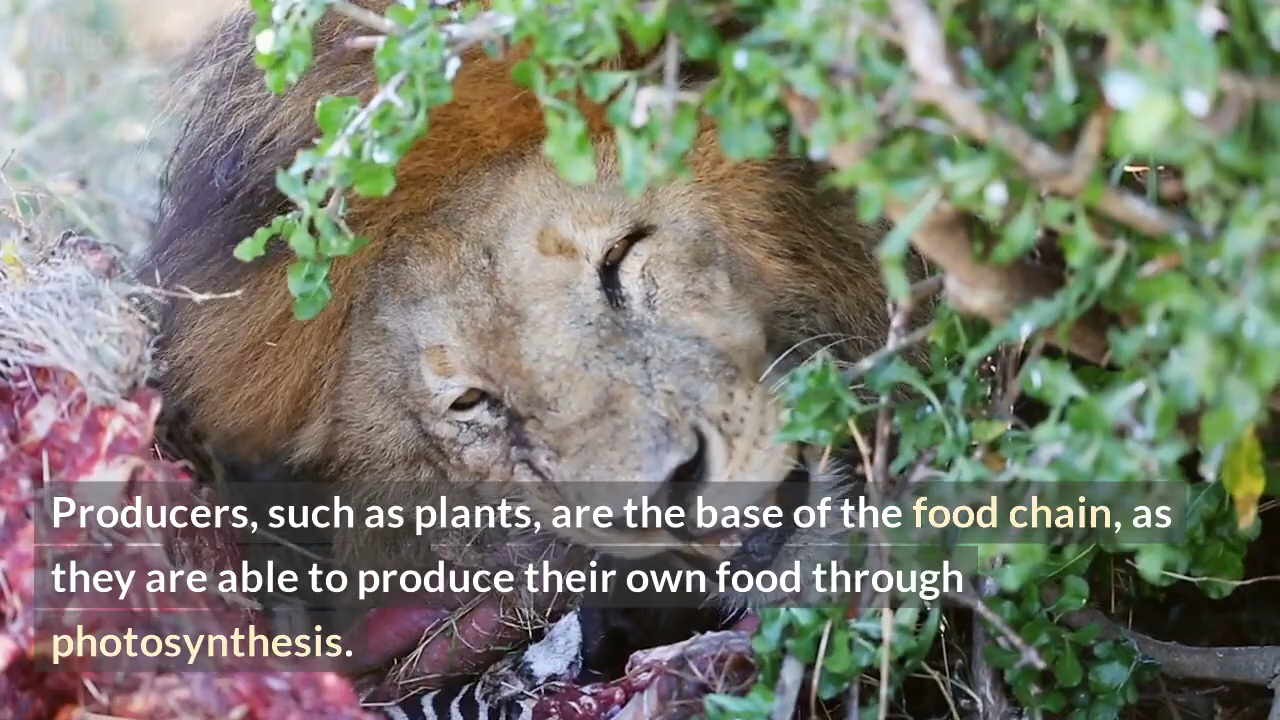 VIDEO
Producers, such as plants, are the base of the food chain, as
they are able to produce their own food through
photosynthesis.